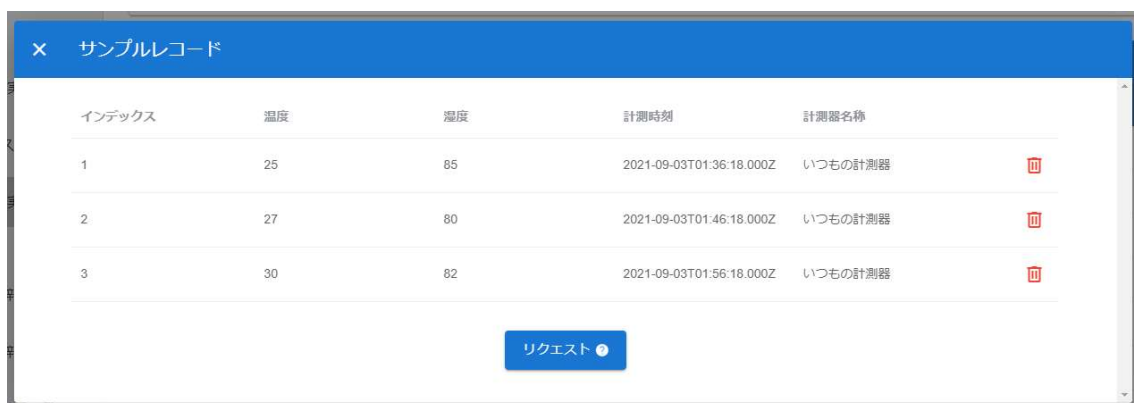 サンプルレコード
インデックス 温度 湿度 計測時刻 計測器名称
1 25 85 2021-09-03T01:36:18.000Z いつもの計測器
2 27 80 2021-09-03T01:46:18.000Z いつもの計測器
3 30 82 2021-09-03T01:56:18.000Z いつもの計測器
リクエスト